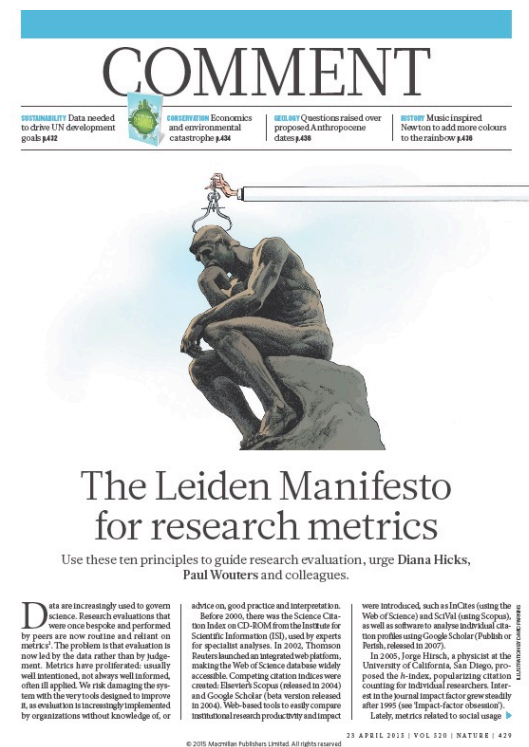 COMMENT
SUSTAINABILITY Data needed
to drive UN development
goals p.432
CONSERVATION Economics
and environmental
catastrophe p.434
GEOLOGY Questions raised over
proposed Anthropocene
dates p.436
HISTORY Music inspired
Newton to add more colours
to the rainbow p.436
The Leiden Manifesto
for research metrics
Use these ten principles to guide research evaluation, urge Diana Hicks,
Paul Wouters and colleagues.
Data are increasingly used to govern
science. Research evaluations that
were once bespoke and performed
by peers are now routine and reliant on
metrics1. The problem is that evaluation is
now led by the data rather than by judge-
ment. Metrics have proliferated: usually
well intentioned, not always well informed,
often ill applied. We risk damaging the sys-
tem with the very tools designed to improve
it, as evaluation is increasingly implemented
by organizations without knowledge of, or
advice on, good practice and interpretation.
Before 2000, there was the Science Cita-
tion Index on CD-ROM from the Institute for
Scientific Information (ISI), used by experts
for specialist analyses. In 2002, Thomson
Reuters launched an integrated web platform,
making the Web of Science database widely
accessible. Competing citation indices were
created: Elsevier's Scopus (released in 2004)
and Google Scholar (beta version released
in 2004). Web-based tools to easily compare
institutional research productivity and impact
were introduced, such as InCites (using the
Web of Science) and SciVal (using Scopus),
as well as software to analyse individual cita-
tion profiles using Google Scholar (Publish or
Perish, released in 2007).
In 2005, Jorge Hirsch, a physicist at the
University of California, San Diego, pro-
posed the h-index, popularizing citation
counting for individual researchers. Inter-
est in the journal impact factor grew steadily
after 1995 (see 'Impact-factor obsession').
Lately, metrics related to social usage
ILLUSTRATION BY DAVID PARKINS
23 APRIL 2015 | VOL 520 | NATURE | 429
© 2015 Macmillan Publishers Limited. All rights reserved